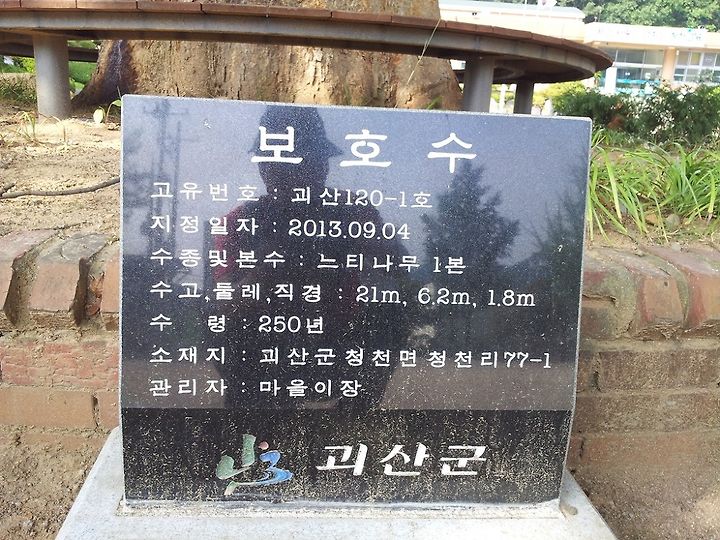 보호수
고유번호 : 괴산120-1호
지정일자 : 2013.09.04
수종및본수 : 느티나무 1본
수고,둘레,직경 : 21m, 6.2m, 1.8m
수 령 : 250년
소재지 : 괴산군청천면청천리77-1
관리자 : 마을이장
괴산군